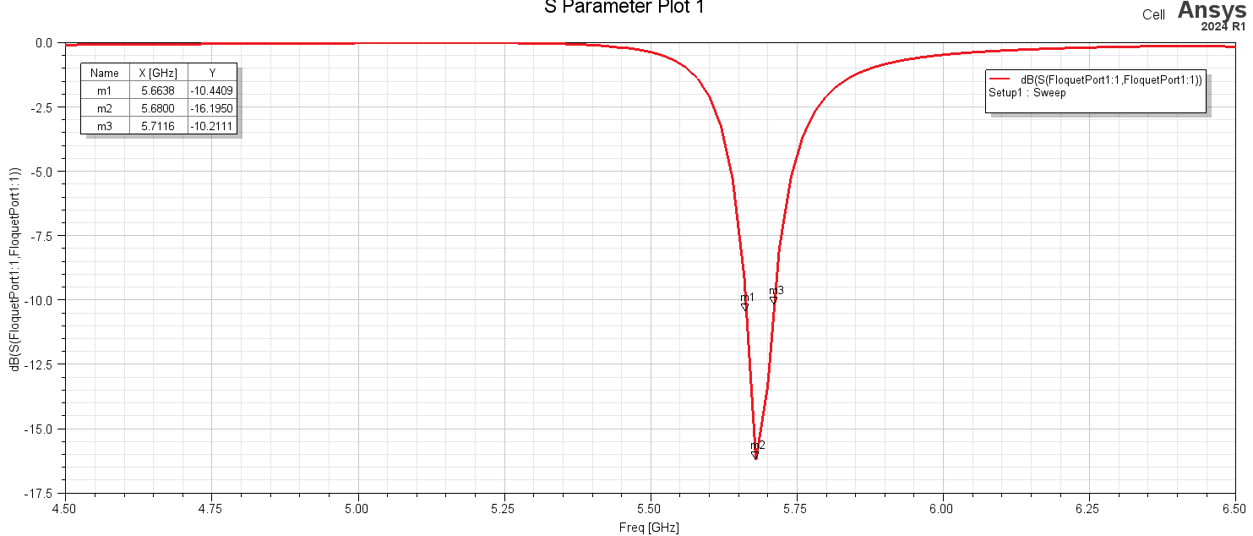 S Parameter Plot 1
Cell Ansys
2024 R1
Name X [GHz] Y
m1 5.6638 -10.4409
m2 5.6800 -16.1950
m3 5.7116 -10.2111
dB(S(FloquetPort1:1,FloquetPort1:1))
Setup1 : Sweep
dB(S(FloquetPort1:1,FloquetPort1:1))
0.0
-2.5
-5.0
-7.5
-10.0
-12.5
-15.0
-17.5
m1
m3
m2
4.50 4.75 5.00 5.25 5.50 5.75 6.00 6.25 6.50
Freq [GHz]